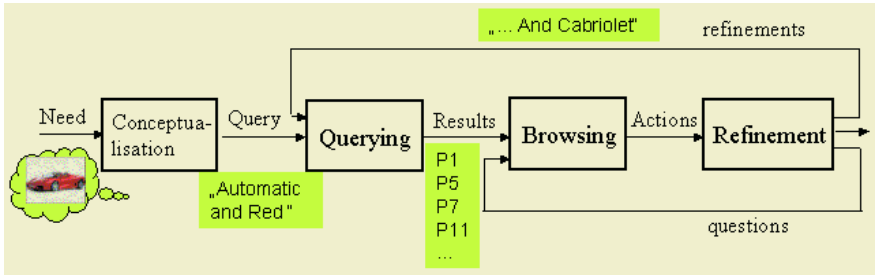 „... And Cabriolet"
refinements
Need
Conceptua-
lisation
Query
Querying
Results
Browsing
Actions
Refinement
„Automatic
and Red"
P1
P5
P7
P11
...
questions